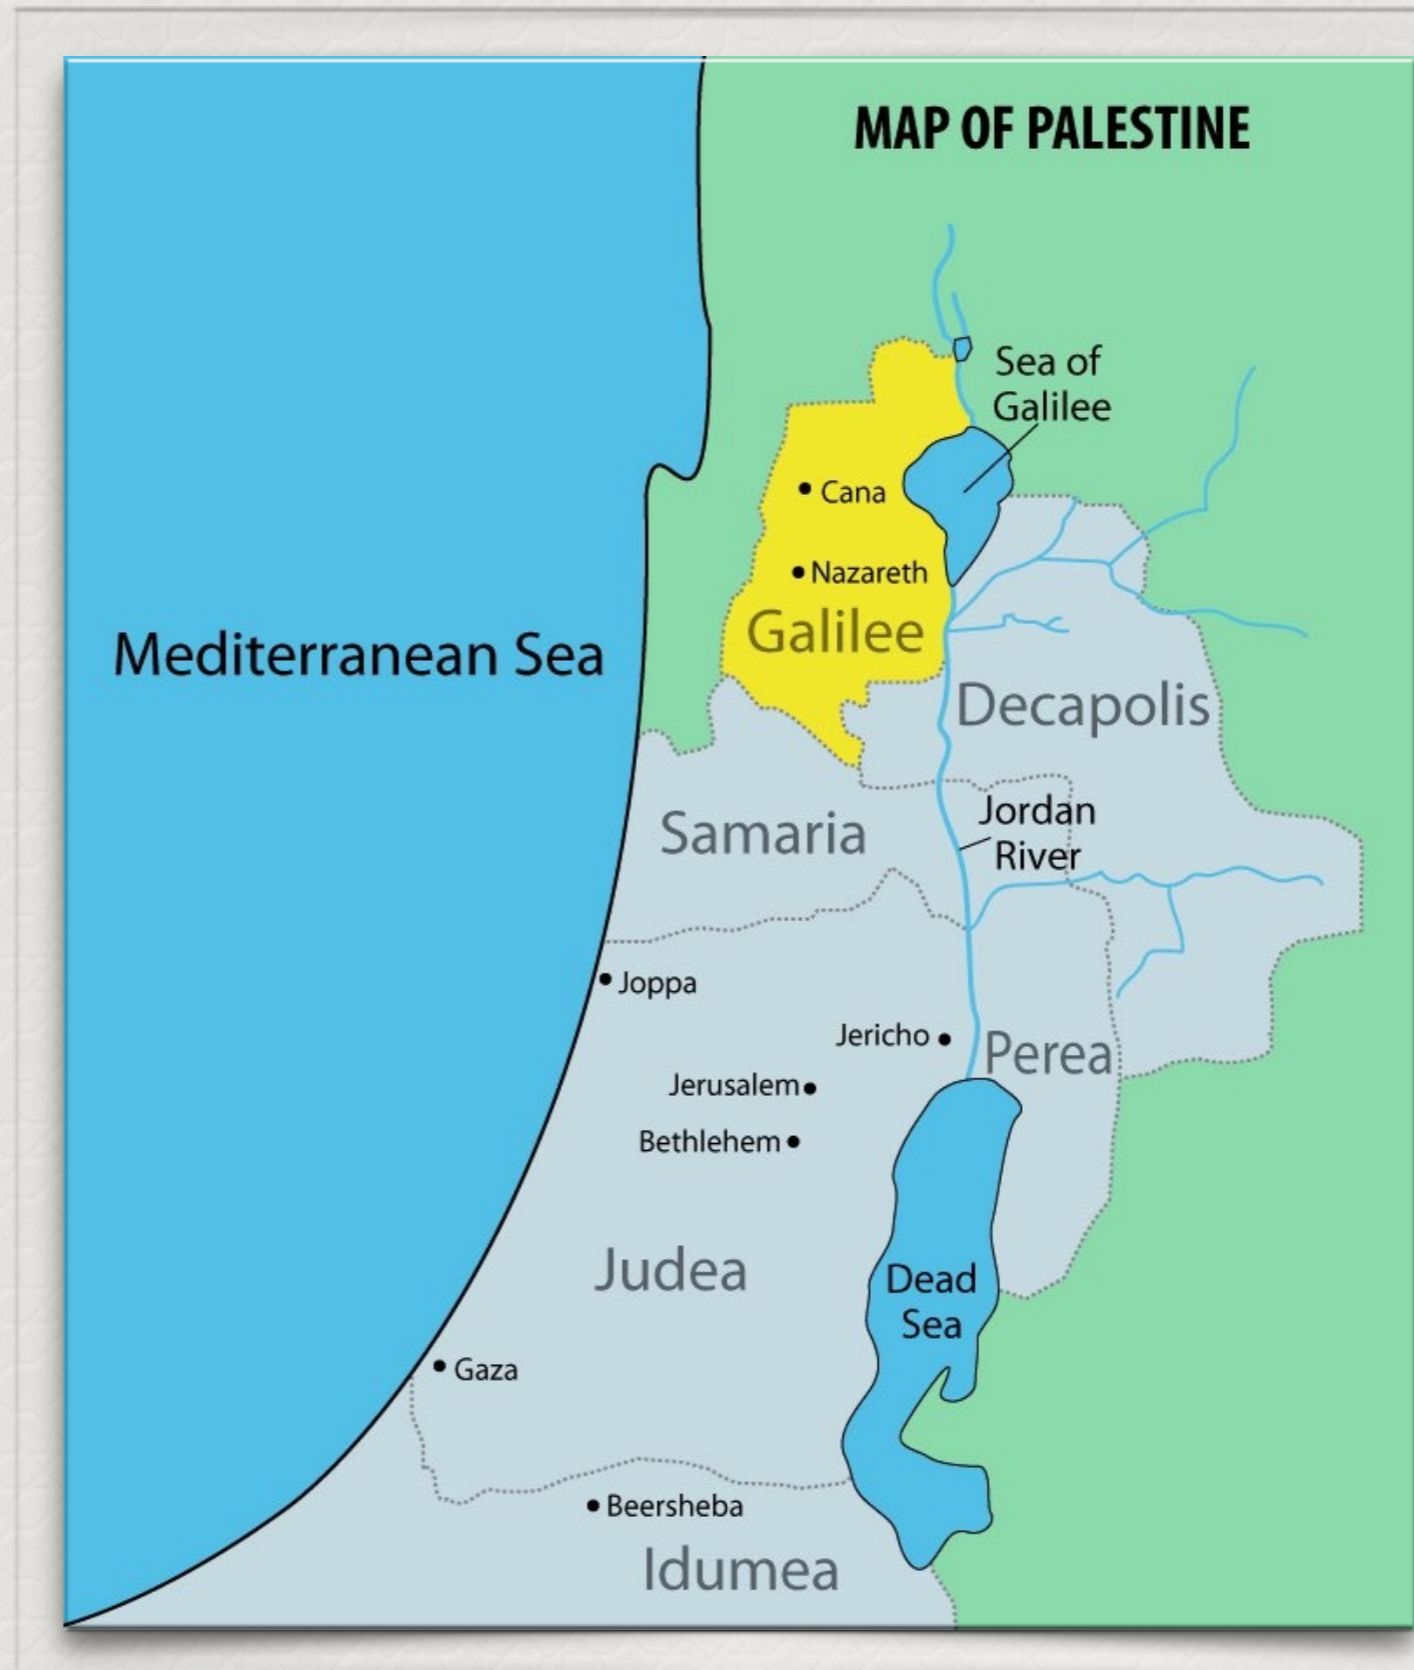 MAP OF PALESTINE
Sea of
Galilee
Cana
Nazareth
Galilee
Mediterranean Sea
Decapolis
Jordan
River
Samaria
Joppa
Jericho
Perea
Jerusalem
Bethlehem
Judea
Dead
Sea
Gaza
Beersheba
Idumea